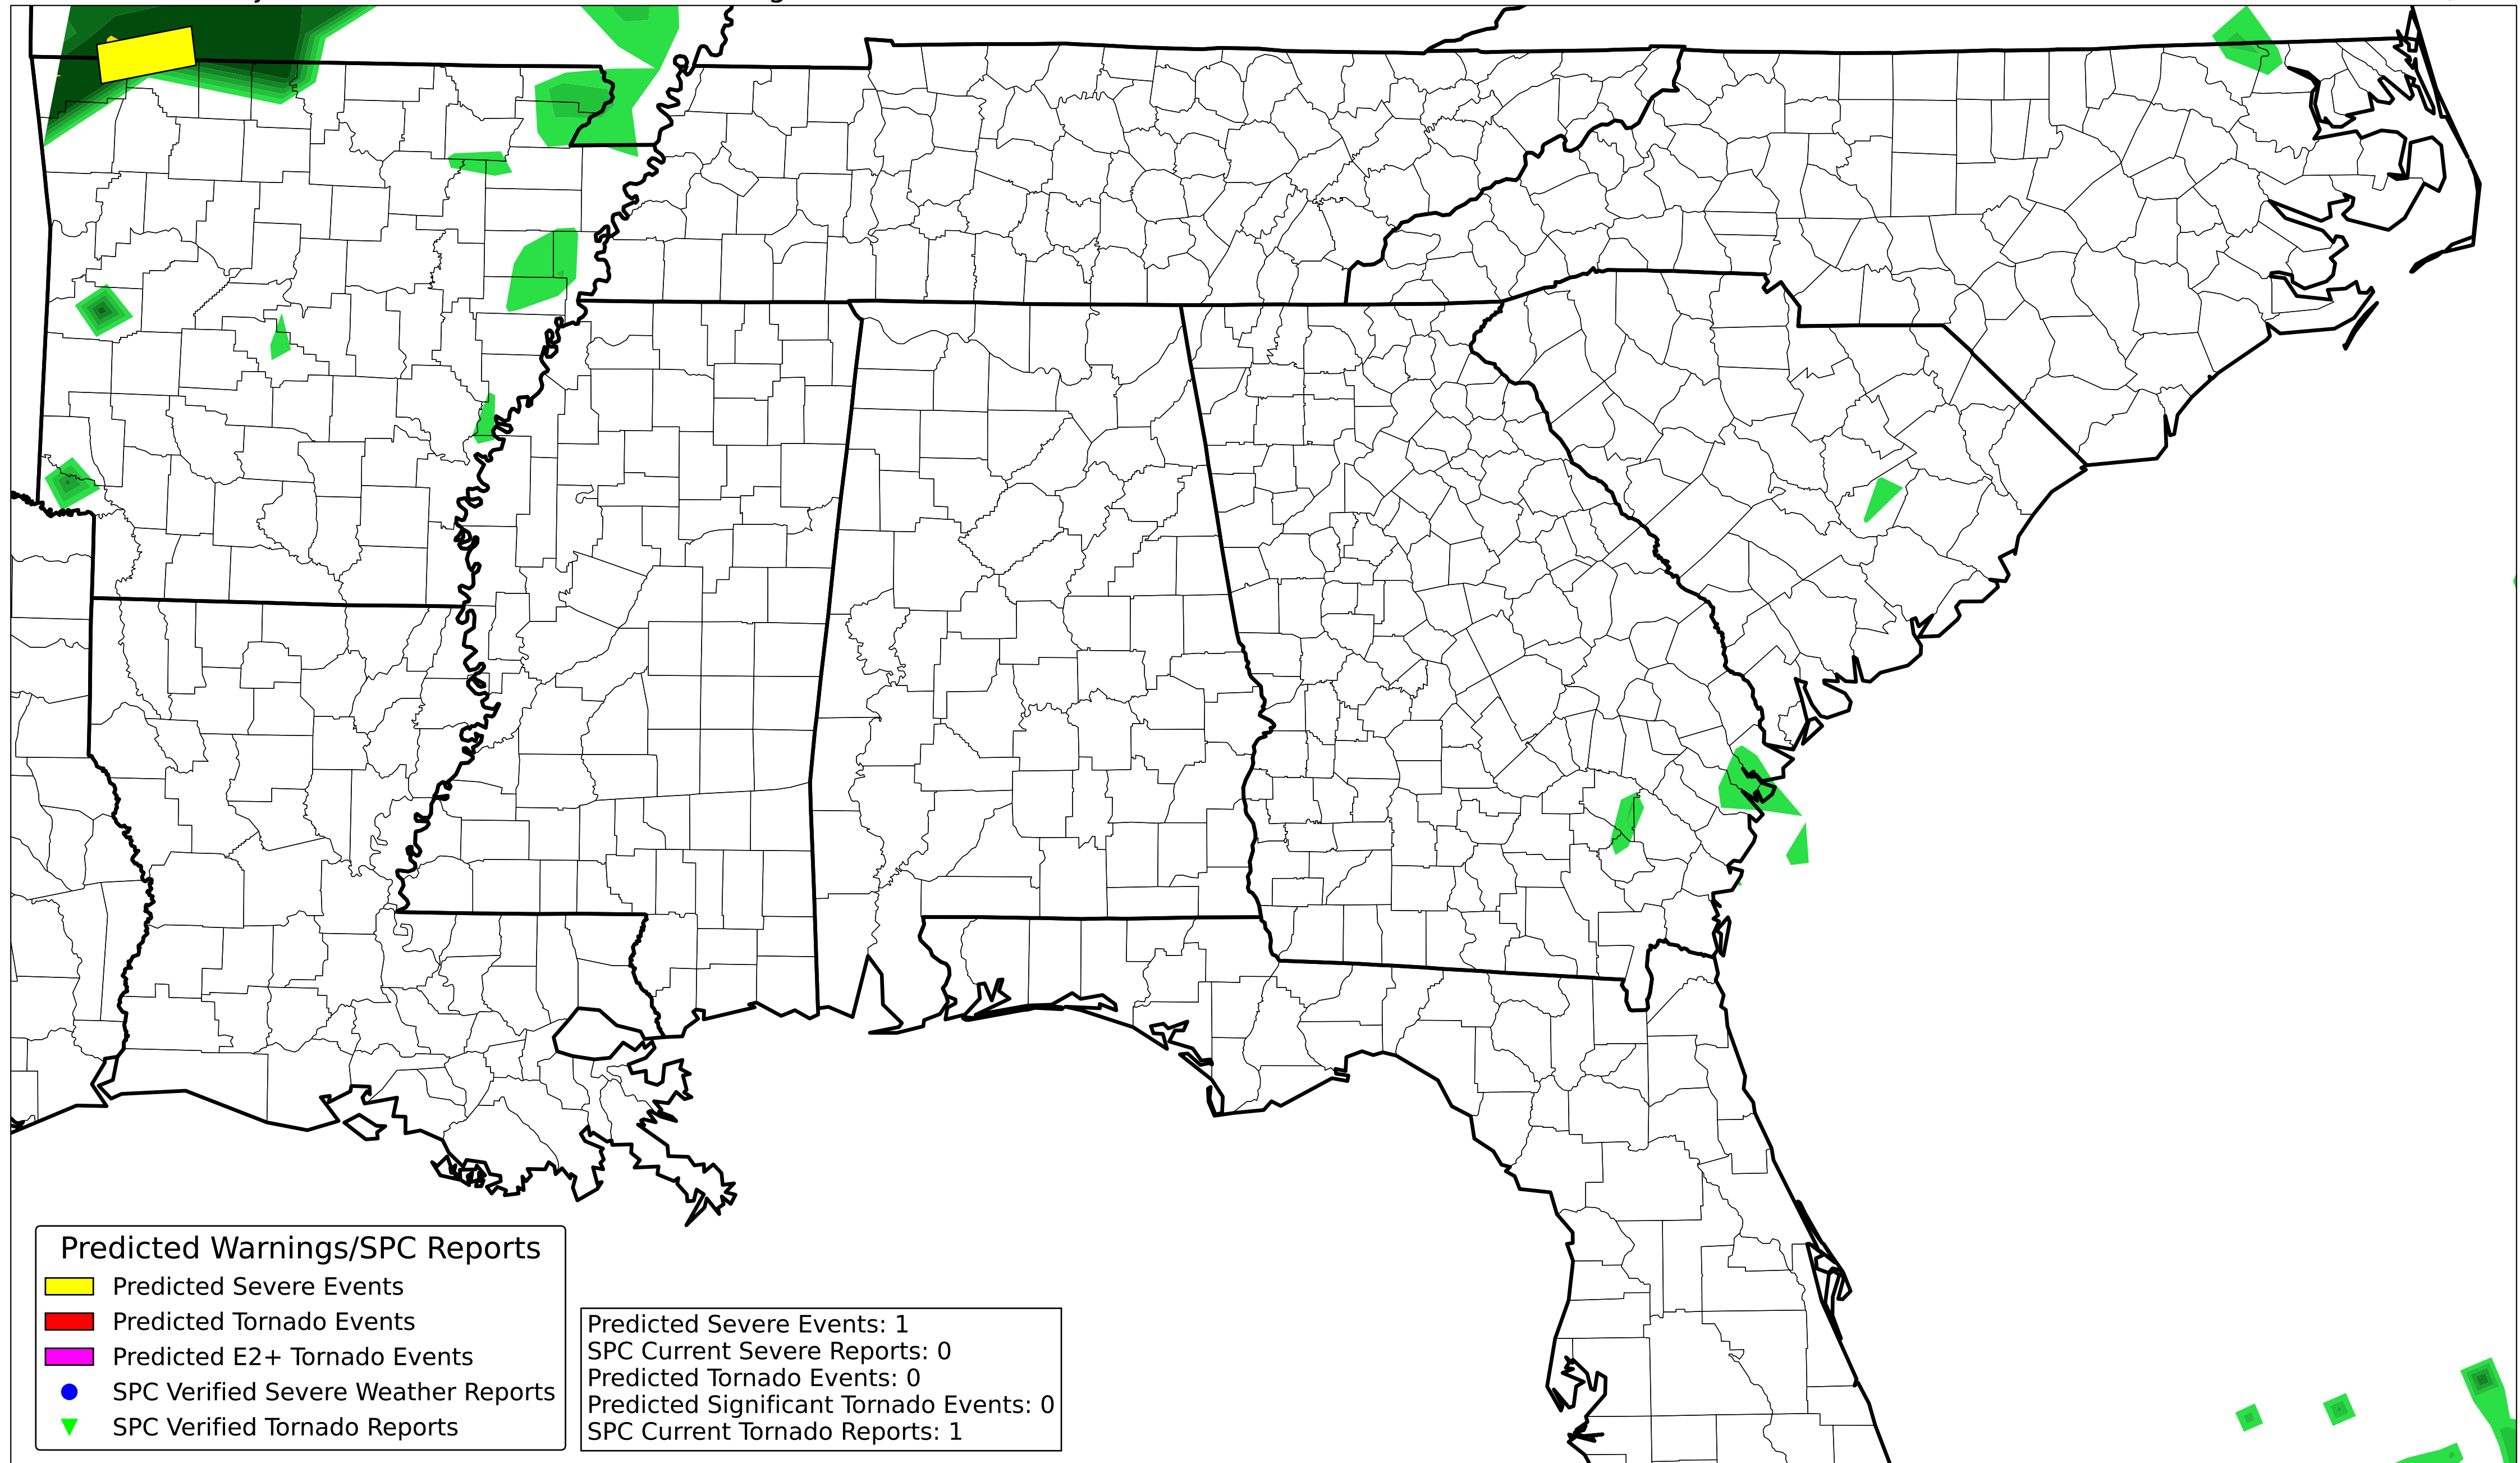 Predicted Warnings/SPC Reports
Predicted Severe Events
Predicted Tornado Events
Predicted E2+ Tornado Events
SPC Verified Severe Weather Reports
SPC Verified Tornado Reports
Predicted Severe Events: 1
SPC Current Severe Reports: 0
Predicted Tornado Events: 0
Predicted Significant Tornado Events: 0
SPC Current Tornado Reports: 1